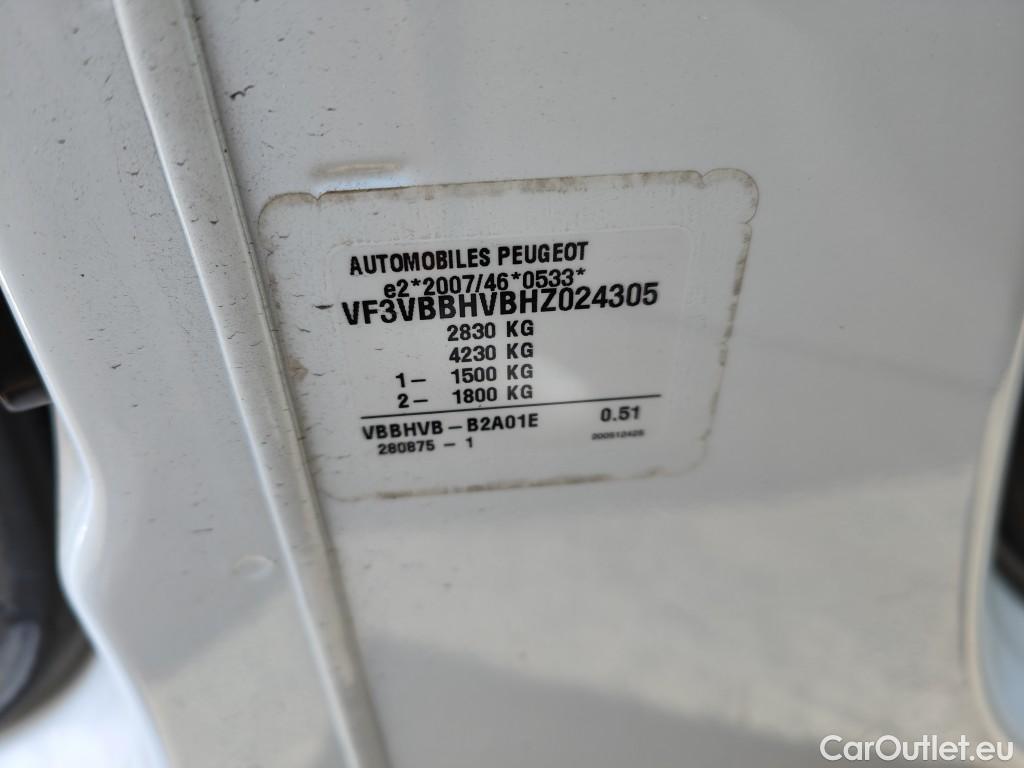 AUTOMOBILES PEUGEOT
e2*2007/46*0533*
VF3VBBHVBHZ024305
2830 KG
4230 KG
1- 1500 KG
2- 1800 KG
VBBHVB-B2A01E 0.51
280875-1 200512425
CarOutlet.eu